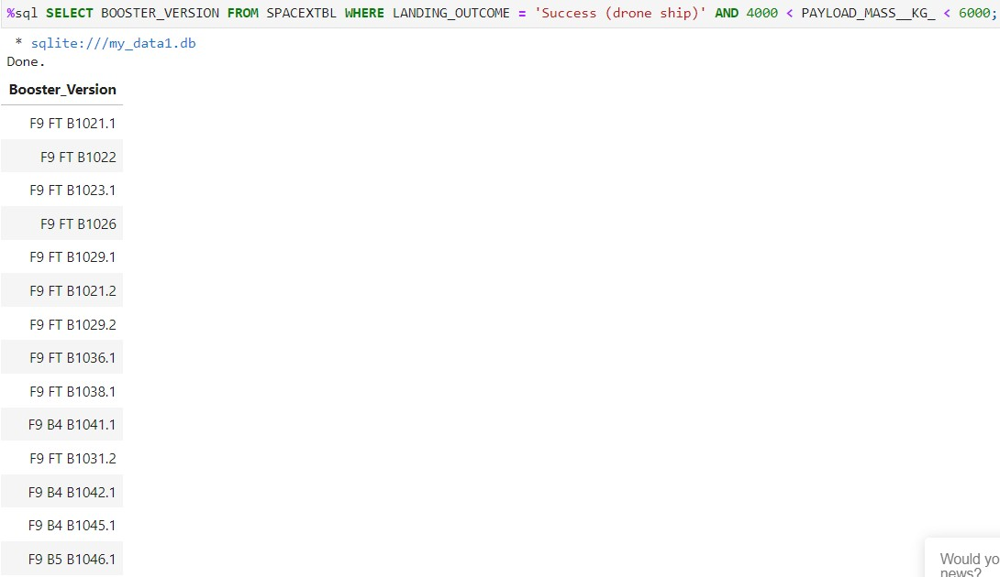 %sql SELECT BOOSTER_VERSION FROM SPACEXTBL WHERE LANDING_OUTCOME = 'Success (drone ship)' AND 4000 < PAYLOAD_MASS__KG_ < 6000;
* sqlite:///my_data1.db
Done.
Booster_Version
F9 FT B1021.1
F9 FT B1022
F9 FT B1023.1
F9 FT B1026
F9 FT B1029.1
F9 FT B1021.2
F9 FT B1029.2
F9 FT B1036.1
F9 FT B1038.1
F9 B4 B1041.1
F9 FT B1031.2
F9 B4 B1042.1
F9 B4 B1045.1
F9 B5 B1046.1
Would yo
news?